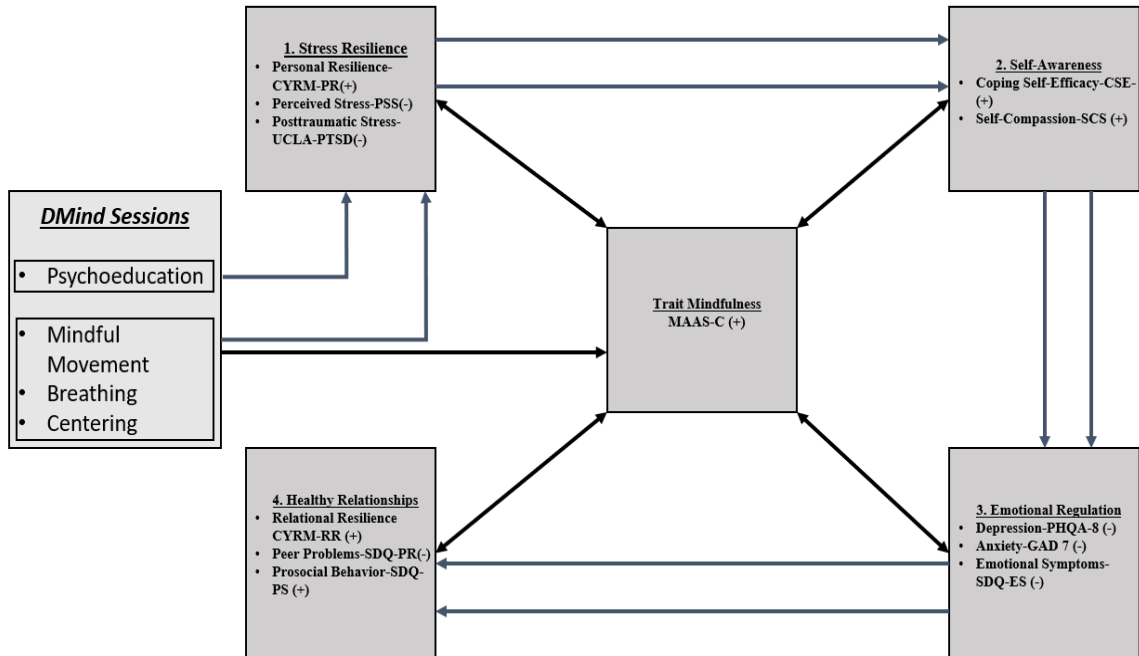 1. Stress Resilience
• Personal Resilience-
CYRM-PR(+)
• Perceived Stress-PSS(-)
• Posttraumatic Stress-
UCLA-PTSD(-)
2. Self-Awareness
• Coping Self-Efficacy-CSE-
(+)
• Self-Compassion-SCS (+)
DMind Sessions
• Psychoeducation
• Mindful
Movement
• Breathing
• Centering
Trait Mindfulness
MAAS-C (+)
4. Healthy Relationships
• Relational Resilience
CYRM-RR (+)
• Peer Problems-SDQ-PR(-)
• Prosocial Behavior-SDQ-
PS (+)
3. Emotional Regulation
• Depression-PHQA-8 (-)
• Anxiety-GAD 7 (-)
• Emotional Symptoms-
SDQ-ES (-)